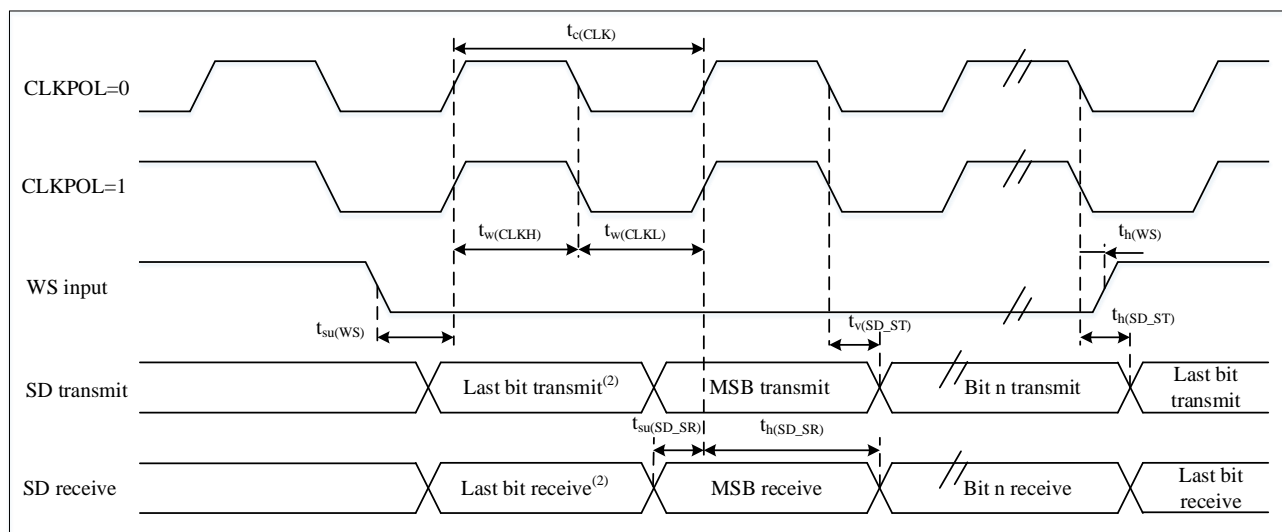 t_c(CLK)
CLKPOL=0
CLKPOL=1
t_w(CLKH)
t_w(CLKL)
t_h(WS)
WS input
t_su(WS)
t_v(SD_ST)
t_h(SD_ST)
SD transmit
Last bit transmit(2)
MSB transmit
Bit n transmit
Last bit
transmit
t_su(SD_SR)
t_h(SD_SR)
SD receive
Last bit receive(2)
MSB receive
Bit n receive
Last bit
receive